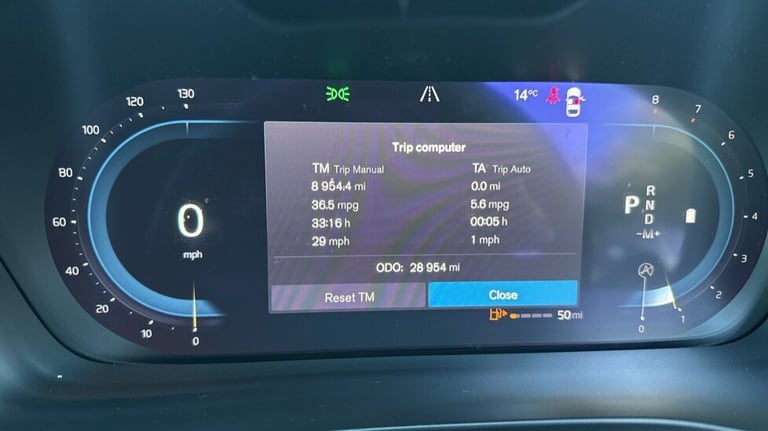 130
120
100
80
60
40
20
10
0
0
mph
14°C
Trip computer
TM Trip Manual
TA Trip Auto
8 954.4 mi
0.0 mi
36.5 mpg
5.6 mpg
33:16 h
00:05 h
29 mph
1 mph
ODO: 28 954 mi
Reset TM
Close
50 mi
P
R
N
D
-M+
A
8
7
6
5
4
3
2
1
0